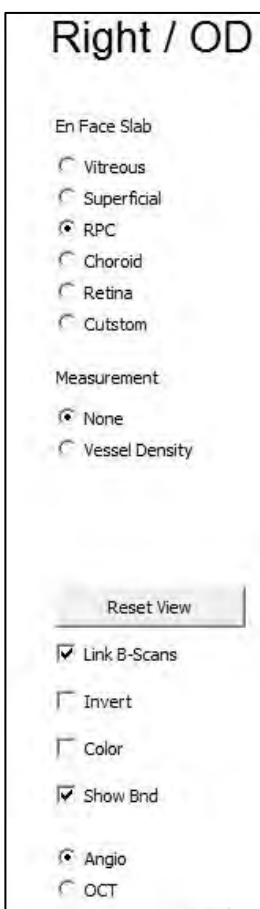 Right / OD
En Face Slab
Vitreous
Superficial
RPC
Choroid
Retina
Cutstom
Measurement
None
Vessel Density
Reset View
Link B-Scans
Invert
Color
Show Bnd
Angio
OCT